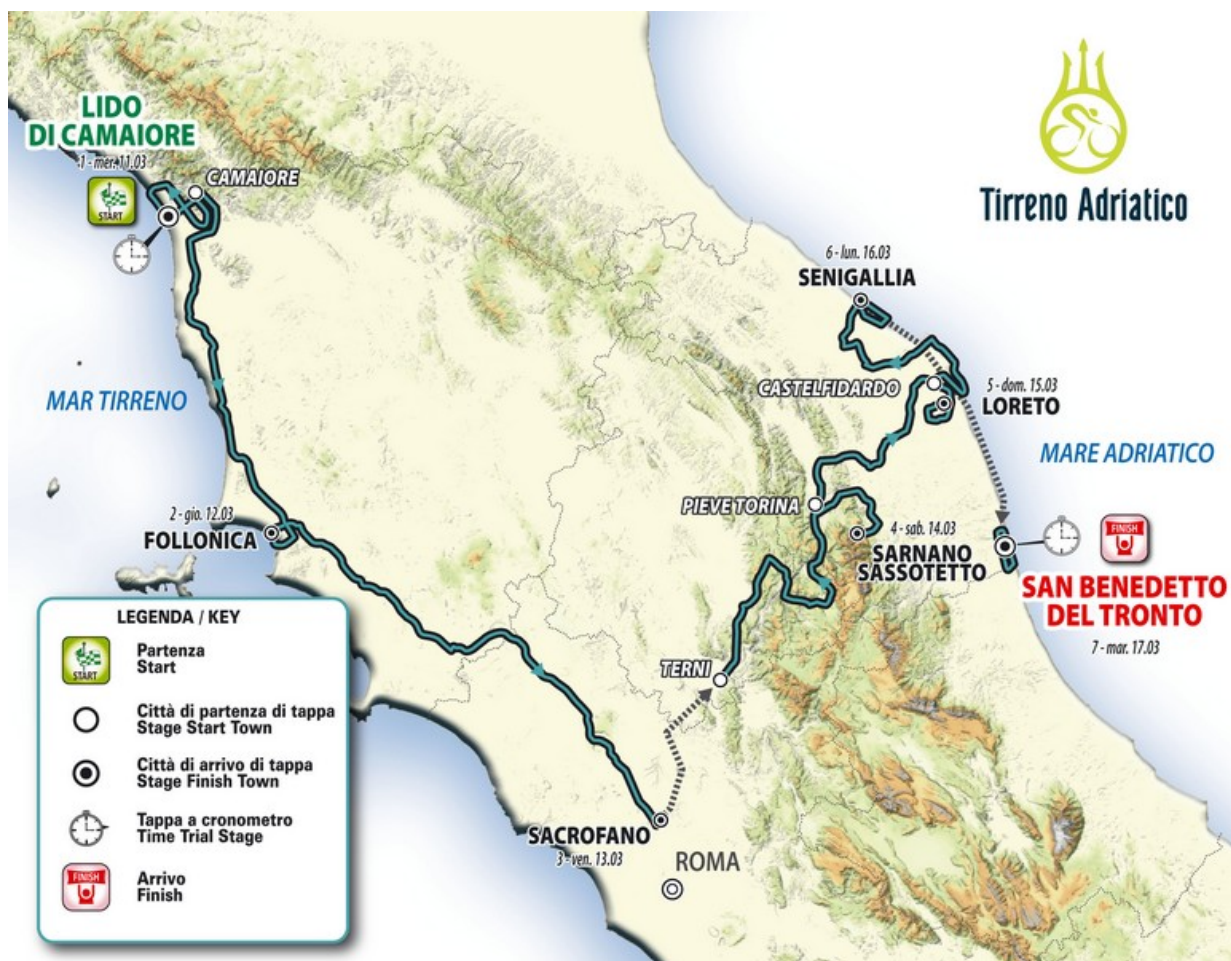 LIDO
DI CAMAIORE
1 - mer. 11.03
START
CAMAIORE
Tirreno Adriatico
6 - lun. 16.03
SENIGALLIA
CASTELFIDARDO
5 - dom. 15.03
LORETO
MAR TIRRENO
MARE ADRIATICO
2 - gio. 12.03
FOLLONICA
PIEVE TORINA
4 - sab. 14.03
SARNANO
SASSOTETTO
FINISH
SAN BENEDETTO
DEL TRONTO
7 - mar. 17.03
TERNI
SACROFANO
3 - ven. 13.03
ROMA
LEGENDA / KEY
START
Partenza
Start
Città di partenza di tappa
Stage Start Town
Città di arrivo di tappa
Stage Finish Town
Tappa a cronometro
Time Trial Stage
FINISH
Arrivo
Finish